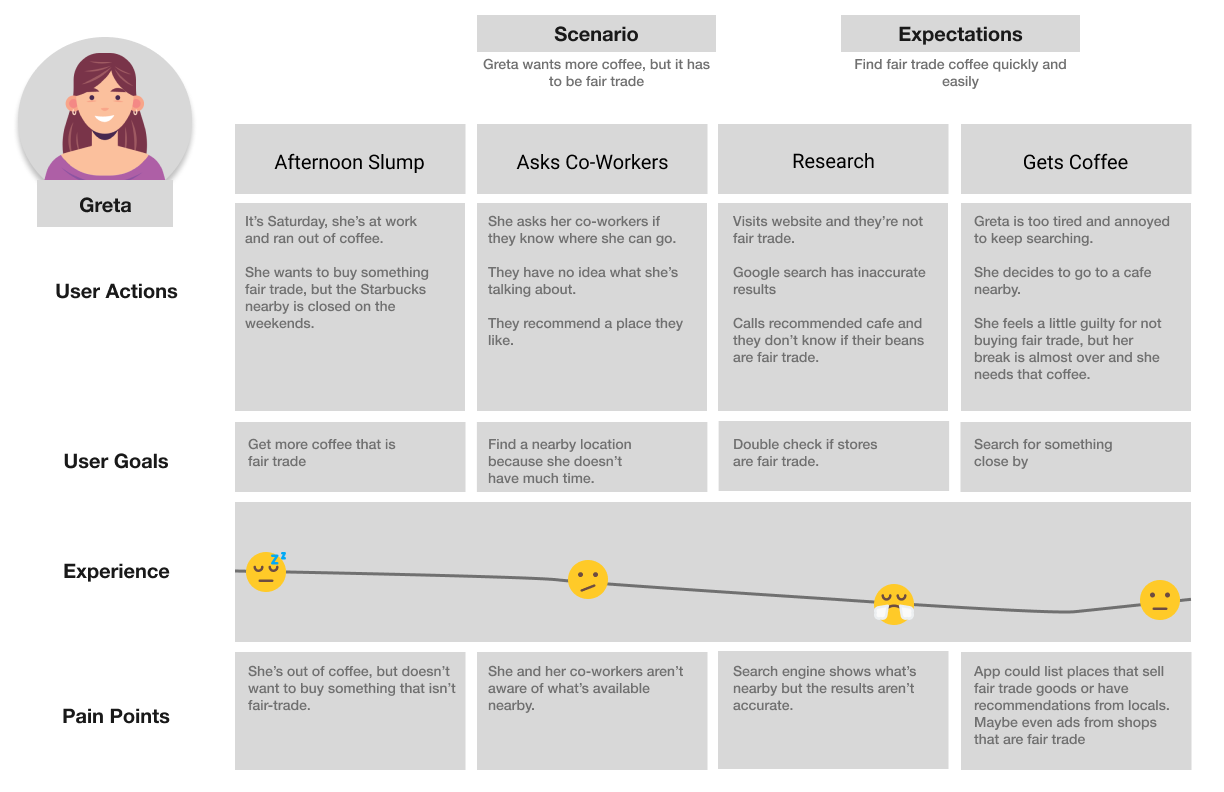 Scenario
Greta wants more coffee, but it has
to be fair trade
Expectations
Find fair trade coffee quickly and
easily
Greta
Afternoon Slump
Asks Co-Workers
Research
Gets Coffee
User Actions
It’s Saturday, she’s at work
and ran out of coffee.
She wants to buy something
fair trade, but the Starbucks
nearby is closed on the
weekends.
She asks her co-workers if
they know where she can go.
They have no idea what she’s
talking about.
They recommend a place they
like.
Visits website and they’re not
fair trade.
Google search has inaccurate
results
Calls recommended cafe and
they don’t know if their beans
are fair trade.
Greta is too tired and annoyed
to keep searching.
She decides to go to a cafe
nearby.
She feels a little guilty for not
buying fair trade, but her
break is almost over and she
needs that coffee.
User Goals
Get more coffee that is
fair trade
Find a nearby location
because she doesn’t
have much time.
Double check if stores
are fair trade.
Search for something
close by
Experience
z z
Pain Points
She’s out of coffee, but doesn’t
want to buy something that isn’t
fair-trade.
She and her co-workers aren’t
aware of what’s available
nearby.
Search engine shows what’s
nearby but the results aren’t
accurate.
App could list places that sell
fair trade goods or have
recommendations from locals.
Maybe even ads from shops
that are fair trade